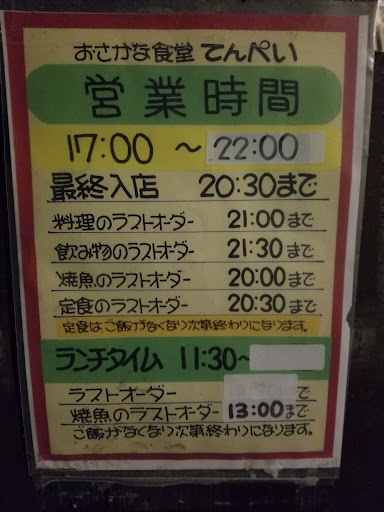 おさかな食堂 てんぺい
営業時間
17:00 ～ 22:00
最終入店 20:30まで
料理のラストオーダー 21:00まで
飲み物のラストオーダー 21:30まで
焼魚のラストオーダー 20:00まで
定食のラストオーダー 20:30まで
定食はご飯がなくなり次第終わりになります。
ランチタイム 11:30～
ラストオーダー で
焼魚のラストオーダー 13:00まで
ご飯がなくなり次第終わりになります。